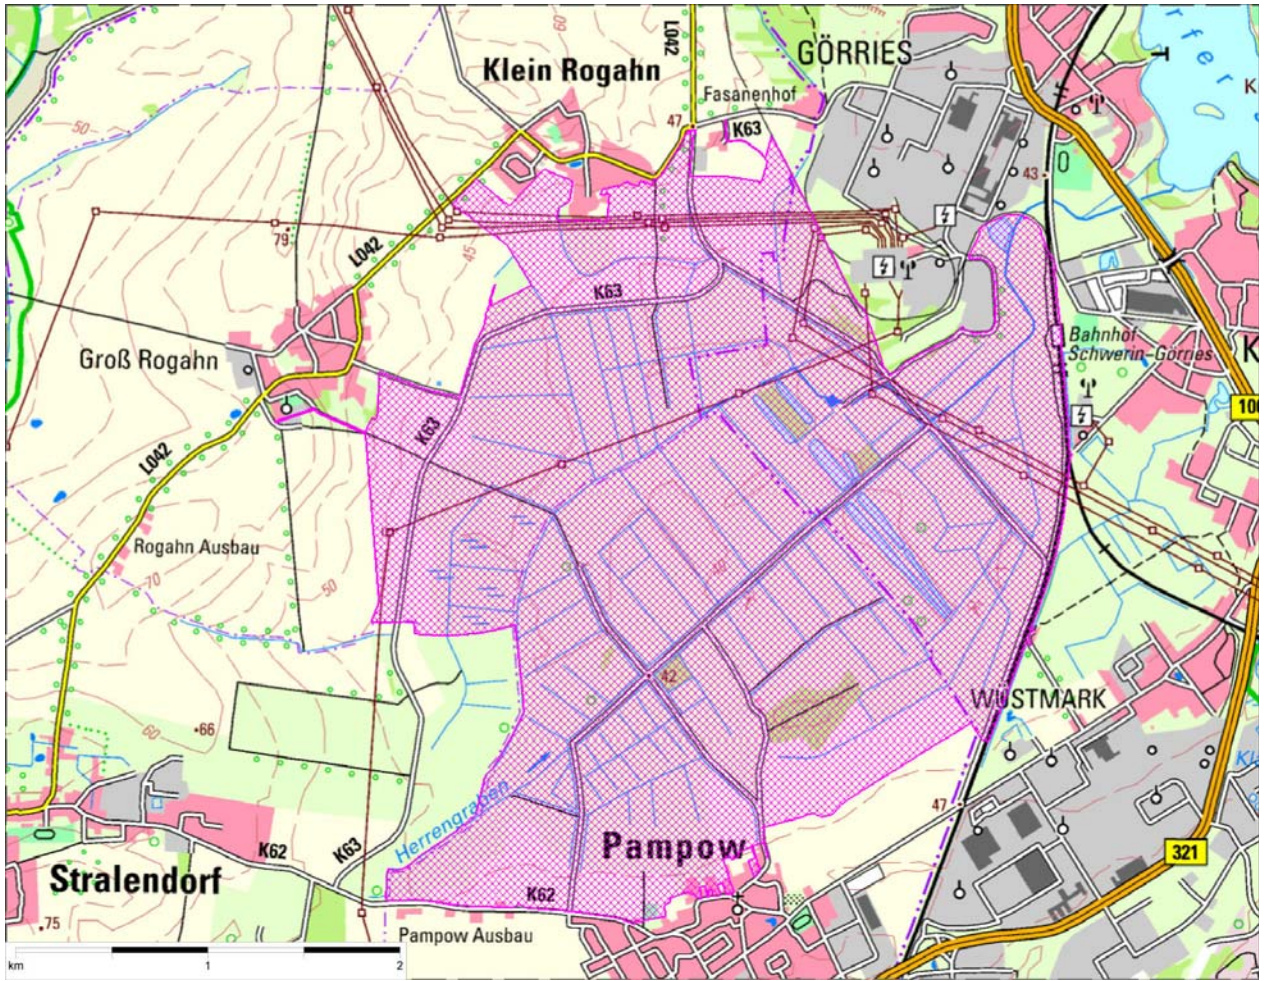 60
L042
GÖRRIES
Klein Rogahn
Fasanenhof
50
47
K63
43
79
L042
45
K63
Groß Rogahn
Bahnhof
Schwerin-Görries
K
K63
L042
Rogahn Ausbau
70
50
40
42
WÜSTMARK
66
60
Herrengraben
47
K62
K63
Pampow
321
Stralendorf
K62
75
Pampow Ausbau
km
1
2